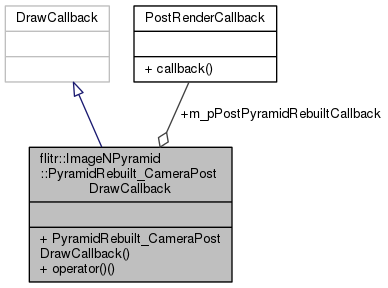 DrawCallback
PostRenderCallback
+ callback()
+m_pPostPyramidRebuiltCallback
flitr::ImageNPyramid
::PyramidRebuilt_CameraPost
DrawCallback
+ PyramidRebuilt_CameraPost
DrawCallback()
+ operator()()